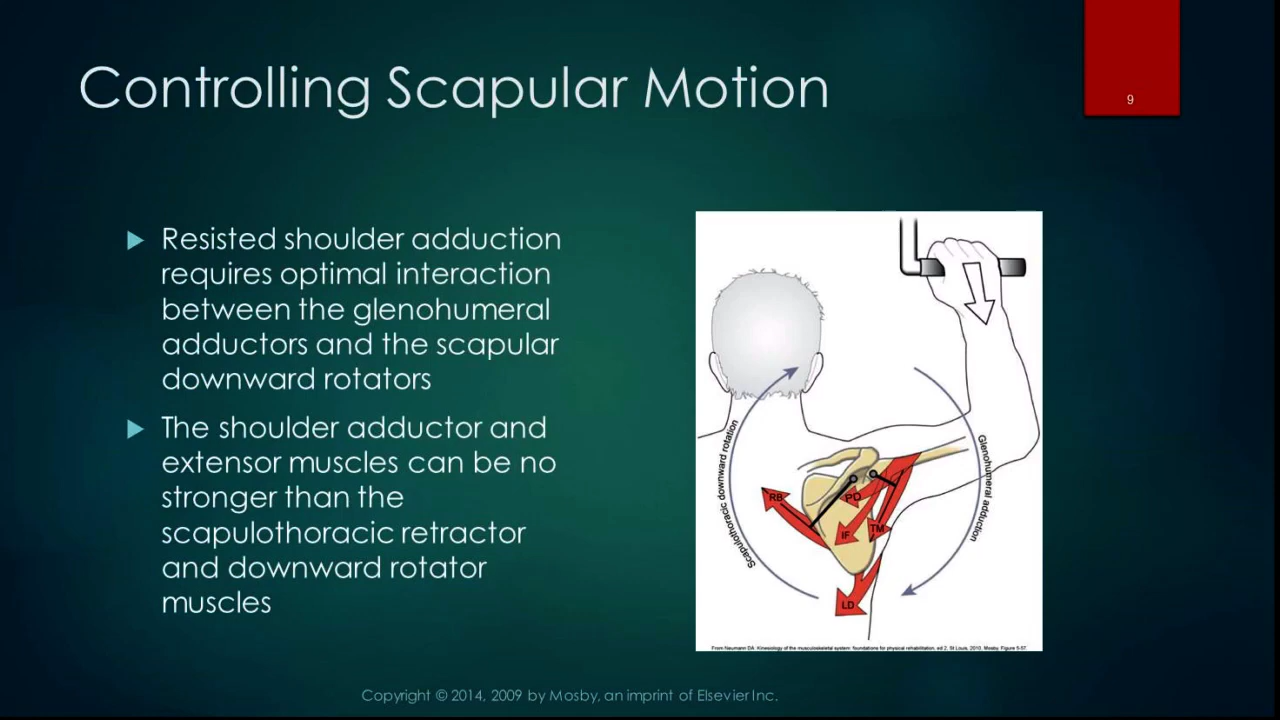 Controlling Scapular Motion
9
Resisted shoulder adduction
requires optimal interaction
between the glenohumeral
adductors and the scapular
downward rotators
The shoulder adductor and
extensor muscles can be no
stronger than the
scapulothoracic retractor
and downward rotator
muscles
Scapulothoracic downward rotation
Glenohumeral adduction
RB
PD
IF
TM
LD
From Neumann DA: Kinesiology of the musculoskeletal system: foundations for physical rehabilitation, ed 2, St Louis, 2010, Mosby, Figure 5-57.
Copyright © 2014, 2009 by Mosby, an imprint of Elsevier Inc.